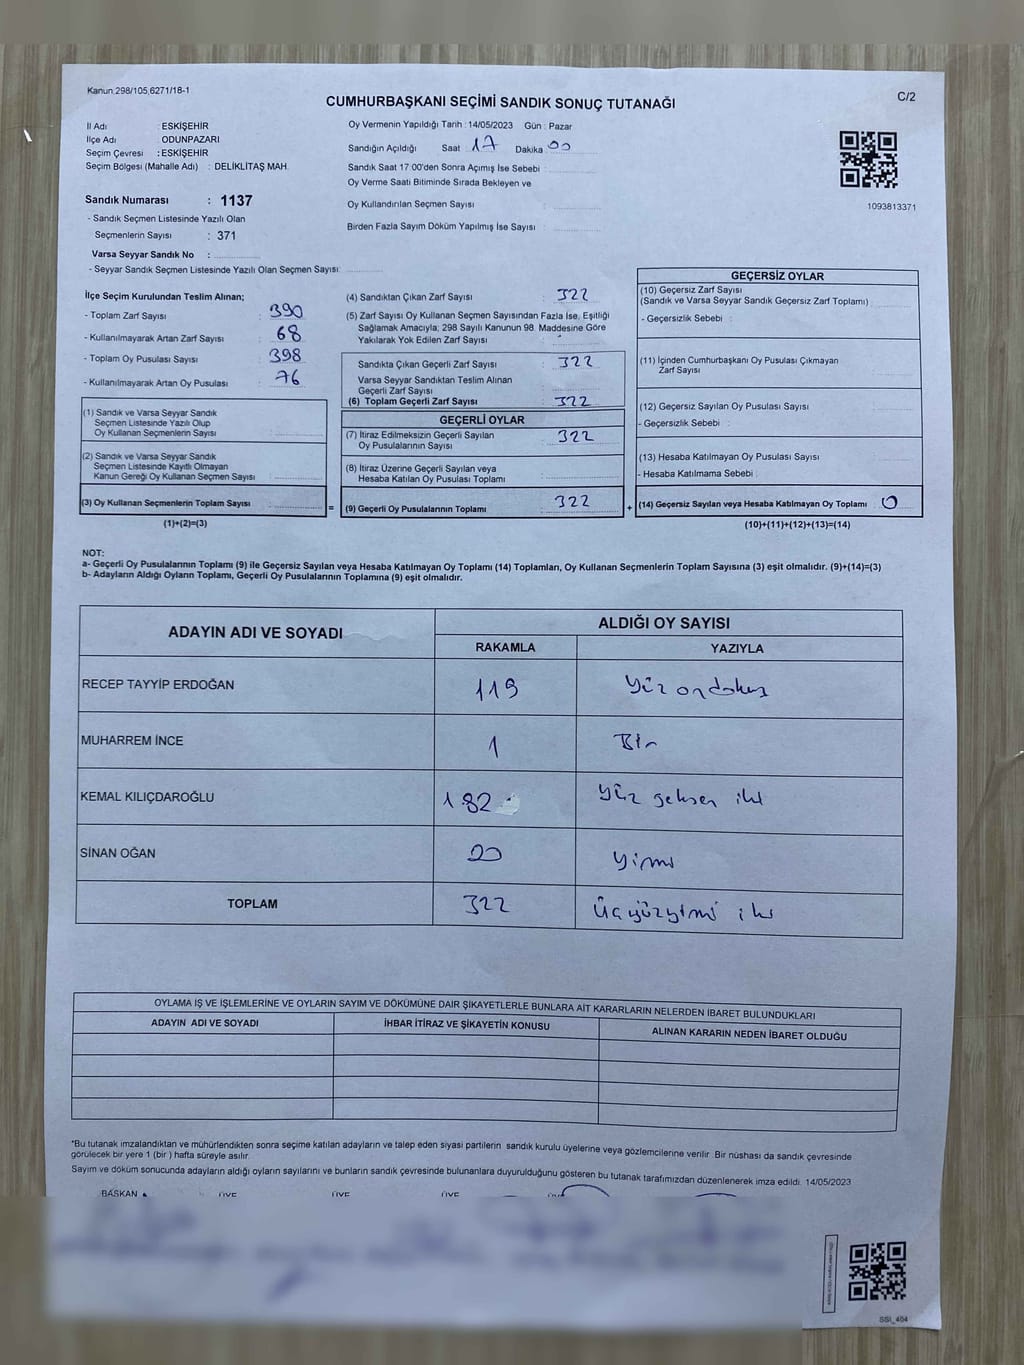 Kanun 298/105,6271/18-1
C/2
CUMHURBAŞKANI SEÇİMİ SANDIK SONUÇ TUTANAĞI
İl Adı : ESKİŞEHİR
İlçe Adı : ODUNPAZARI
Seçim Çevresi : ESKİŞEHİR
Seçim Bölgesi (Mahalle Adı) : DELİKLİTAŞ MAH.
Oy Vermenin Yapıldığı Tarih : 14/05/2023 Gün : Pazar
Sandığın Açıldığı Saat 17 Dakika 00
Sandık Saat 17:00'den Sonra Açımış İse Sebebi :
Oy Verme Saati Bitiminde Sırada Bekleyen ve
Oy Kullandırılan Seçmen Sayısı :
Birden Fazla Sayım Döküm Yapılmış İse Sayısı :
1093813371
Sandık Numarası : 1137
- Sandık Seçmen Listesinde Yazılı Olan
Seçmenlerin Sayısı : 371
Varsa Seyyar Sandık No :
- Seyyar Sandık Seçmen Listesinde Yazılı Olan Seçmen Sayısı:
İlçe Seçim Kurulundan Teslim Alınan;
- Toplam Zarf Sayısı : 390
- Kullanılmayarak Artan Zarf Sayısı : 68
- Toplam Oy Pusulası Sayısı : 398
- Kullanılmayarak Artan Oy Pusulası : 76
(1) Sandık ve Varsa Seyyar Sandık
Seçmen Listesinde Yazılı Olup
Oy Kullanan Seçmenlerin Sayısı :
(2) Sandık ve Varsa Seyyar Sandık
Seçmen Listesinde Kayıtlı Olmayan
Kanun Gereği Oy Kullanan Seçmen Sayısı :
(3) Oy Kullanan Seçmenlerin Toplam Sayısı :
(1)+(2)=(3)
=
(4) Sandıktan Çıkan Zarf Sayısı : 322
(5) Zarf Sayısı Oy Kullanan Seçmen Sayısından Fazla İse, Eşitliği
Sağlamak Amacıyla; 298 Sayılı Kanunun 98. Maddesine Göre
Yakılarak Yok Edilen Zarf Sayısı :
Sandıkta Çıkan Geçerli Zarf Sayısı : 322
Varsa Seyyar Sandıktan Teslim Alınan
Geçerli Zarf Sayısı :
(6) Toplam Geçerli Zarf Sayısı : 322
GEÇERLİ OYLAR
(7) İtiraz Edilmeksizin Geçerli Sayılan : 322
Oy Pusulalarının Sayısı
(8) İtiraz Üzerine Geçerli Sayılan veya
Hesaba Katılan Oy Pusulası Toplamı :
(9) Geçerli Oy Pusulalarının Toplamı : 322
+
GEÇERSİZ OYLAR
(10) Geçersiz Zarf Sayısı
(Sandık ve Varsa Seyyar Sandık Geçersiz Zarf Toplamı) :
- Geçersizlik Sebebi :
(11) İçinden Cumhurbaşkanı Oy Pusulası Çıkmayan
Zarf Sayısı :
(12) Geçersiz Sayılan Oy Pusulası Sayısı :
- Geçersizlik Sebebi :
(13) Hesaba Katılmayan Oy Pusulası Sayısı :
- Hesaba Katılmama Sebebi :
(14) Geçersiz Sayılan veya Hesaba Katılmayan Oy Toplamı : 0
(10)+(11)+(12)+(13)=(14)
NOT:
a- Geçerli Oy Pusulalarının Toplamı (9) ile Geçersiz Sayılan veya Hesaba Katılmayan Oy Toplamı (14) Toplamları, Oy Kullanan Seçmenlerin Toplam Sayısına (3) eşit olmalıdır. (9)+(14)=(3)
b- Adayların Aldığı Oyların Toplamı, Geçerli Oy Pusulalarının Toplamına (9) eşit olmalıdır.
ADAYIN ADI VE SOYADI ALDIĞI OY SAYISI
RAKAMLA YAZIYLA
RECEP TAYYİP ERDOĞAN 119 yüz ondokuz
MUHARREM İNCE 1 Bir
KEMAL KILIÇDAROĞLU 182 yüz seksen iki
SİNAN OĞAN 20 yirmi
TOPLAM 322 üçyüzyirmi iki
OYLAMA İŞ VE İŞLEMLERİNE VE OYLARIN SAYIM VE DÖKÜMÜNE DAİR ŞİKAYETLERLE BUNLARA AİT KARARLARIN NELERDEN İBARET BULUNDUKLARI
ADAYIN ADI VE SOYADI İHBAR İTİRAZ VE ŞİKAYETİN KONUSU ALINAN KARARIN NEDEN İBARET OLDUĞU
*Bu tutanak imzalandıktan ve mühürlendikten sonra seçime katılan adayların ve talep eden siyasi partilerin sandık kurulu üyelerine veya gözlemcilerine verilir. Bir nüshası da sandık çevresinde
görülecek bir yere 1 (bir ) hafta süreyle asılır.
Sayım ve döküm sonucunda adayların aldığı oyların sayılarını ve bunların sandık çevresinde bulunanlara duyurulduğunu gösteren bu tutanak tarafımızdan düzenlenerek imza edildi. 14/05/2023
BAŞKAN ÜYE ÜYE ÜYE
SSİ_404